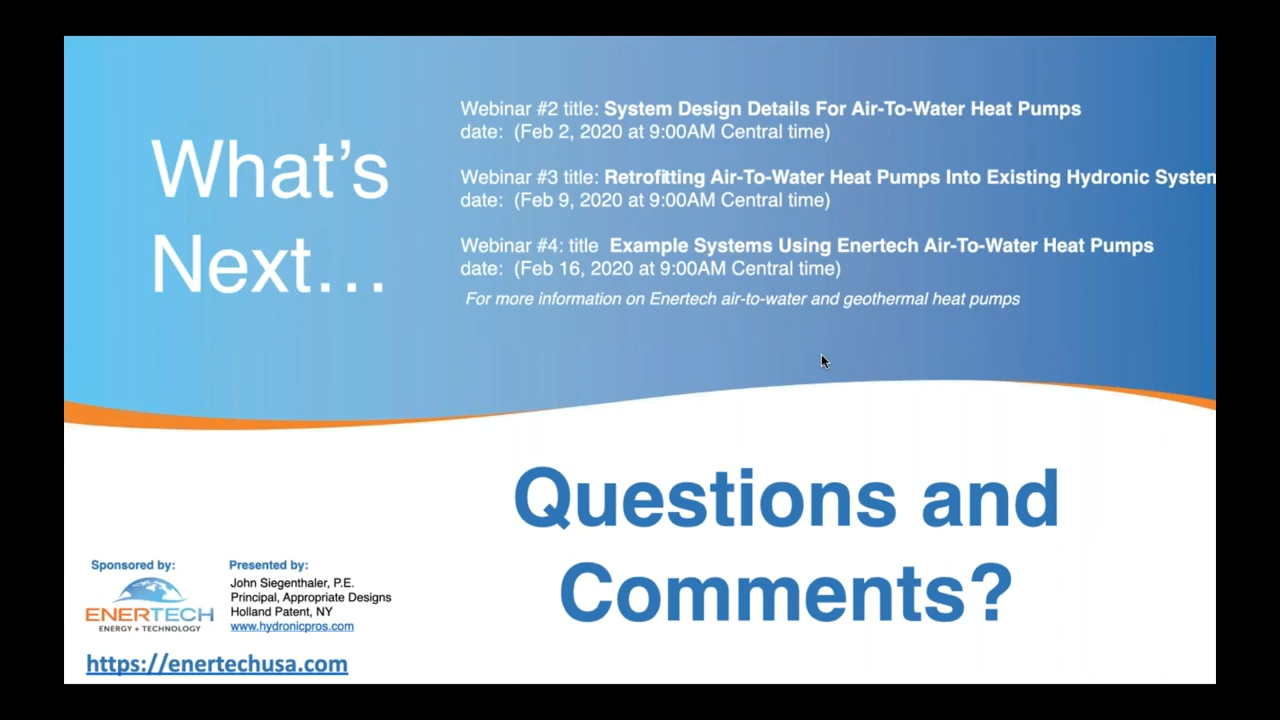 What's
Next…
Webinar #2 title: System Design Details For Air-To-Water Heat Pumps
date: (Feb 2, 2020 at 9:00AM Central time)
Webinar #3 title: Retrofitting Air-To-Water Heat Pumps Into Existing Hydronic System
date: (Feb 9, 2020 at 9:00AM Central time)
Webinar #4: title Example Systems Using Enertech Air-To-Water Heat Pumps
date: (Feb 16, 2020 at 9:00AM Central time)
For more information on Enertech air-to-water and geothermal heat pumps
Questions and
Comments?
Sponsored by:
ENERTECH
ENERGY + TECHNOLOGY
https://enertechusa.com
Presented by:
John Siegenthaler, P.E.
Principal, Appropriate Designs
Holland Patent, NY
www.hydronicpros.com